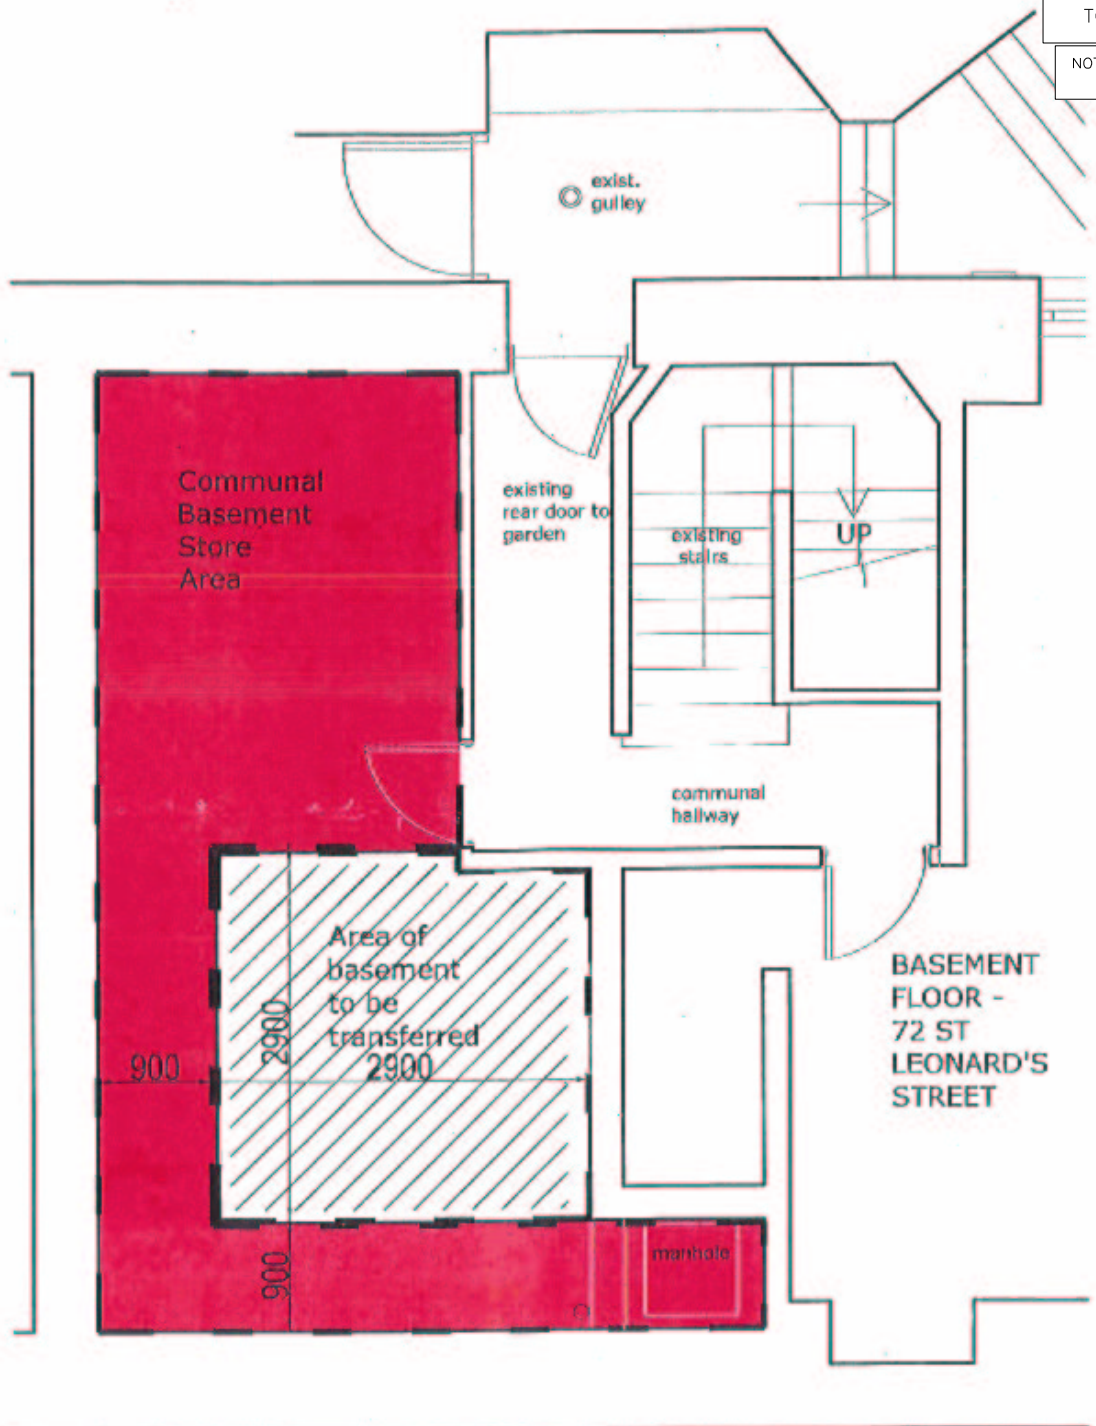 NOT
exist.
gulley
Communal
Basement
Store
Area
existing
rear door to
garden
existing
stairs
UP
communal
hallway
Area of
basement
to be
transferred
2900
2900
900
BASEMENT
FLOOR -
72 ST
LEONARD'S
STREET
900
manhole